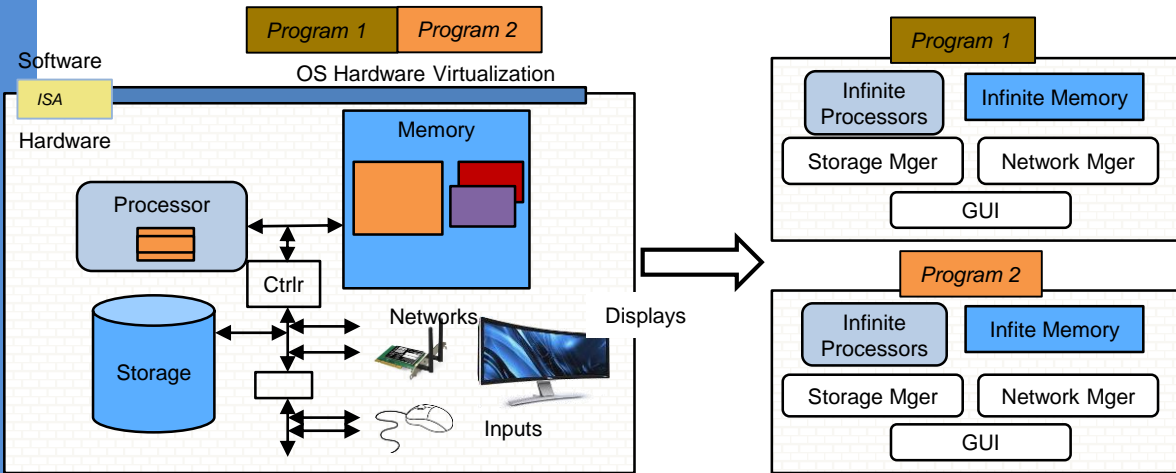 Program 1
Program 2
Software
OS Hardware Virtualization
ISA
Hardware
Memory
Processor
Ctrlr
Networks
Displays
Storage
Inputs
Program 1
Infinite
Processors
Infinite Memory
Storage Mger
Network Mger
GUI
Program 2
Infinite
Processors
Infite Memory
Storage Mger
Network Mger
GUI